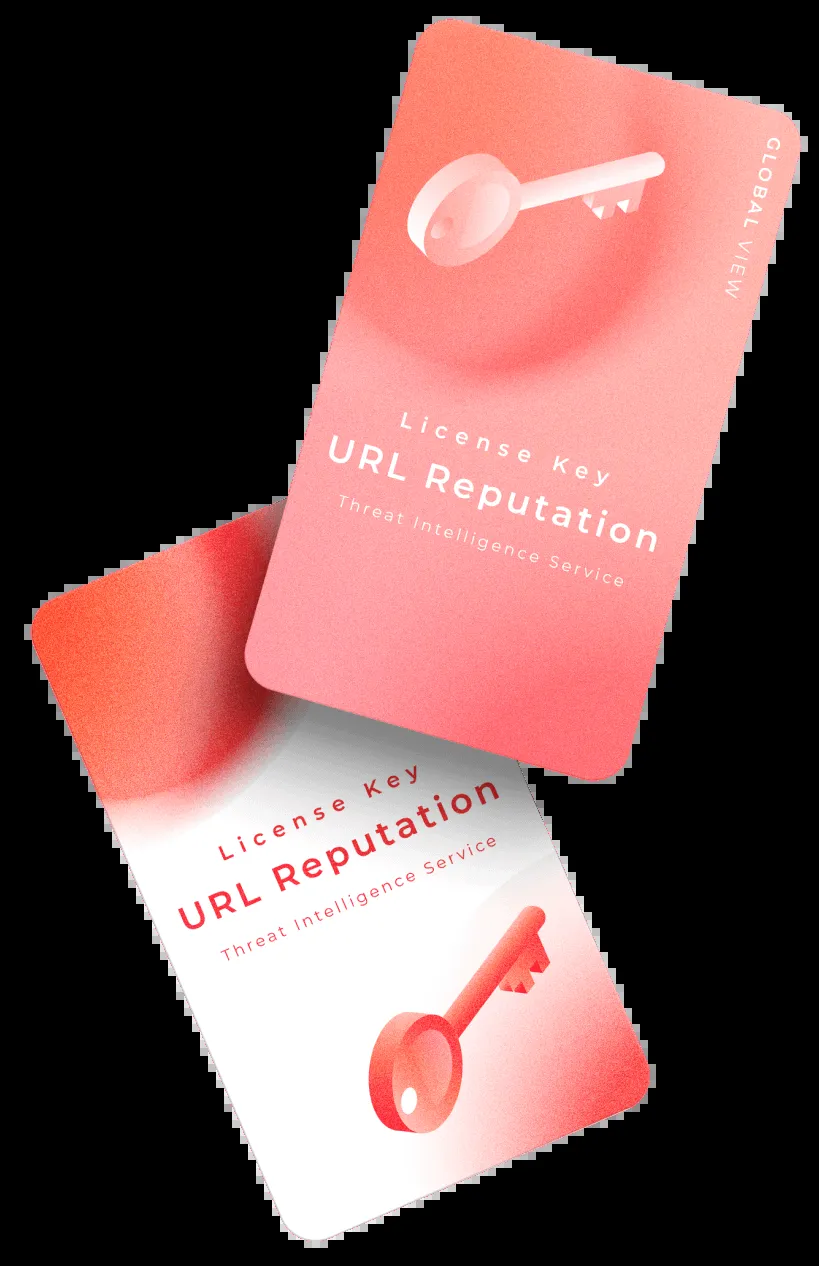 GLOBAL VIEW
License Key
URL Reputation
Threat Intelligence Service
License Key
URL Reputation
Threat Intelligence Service